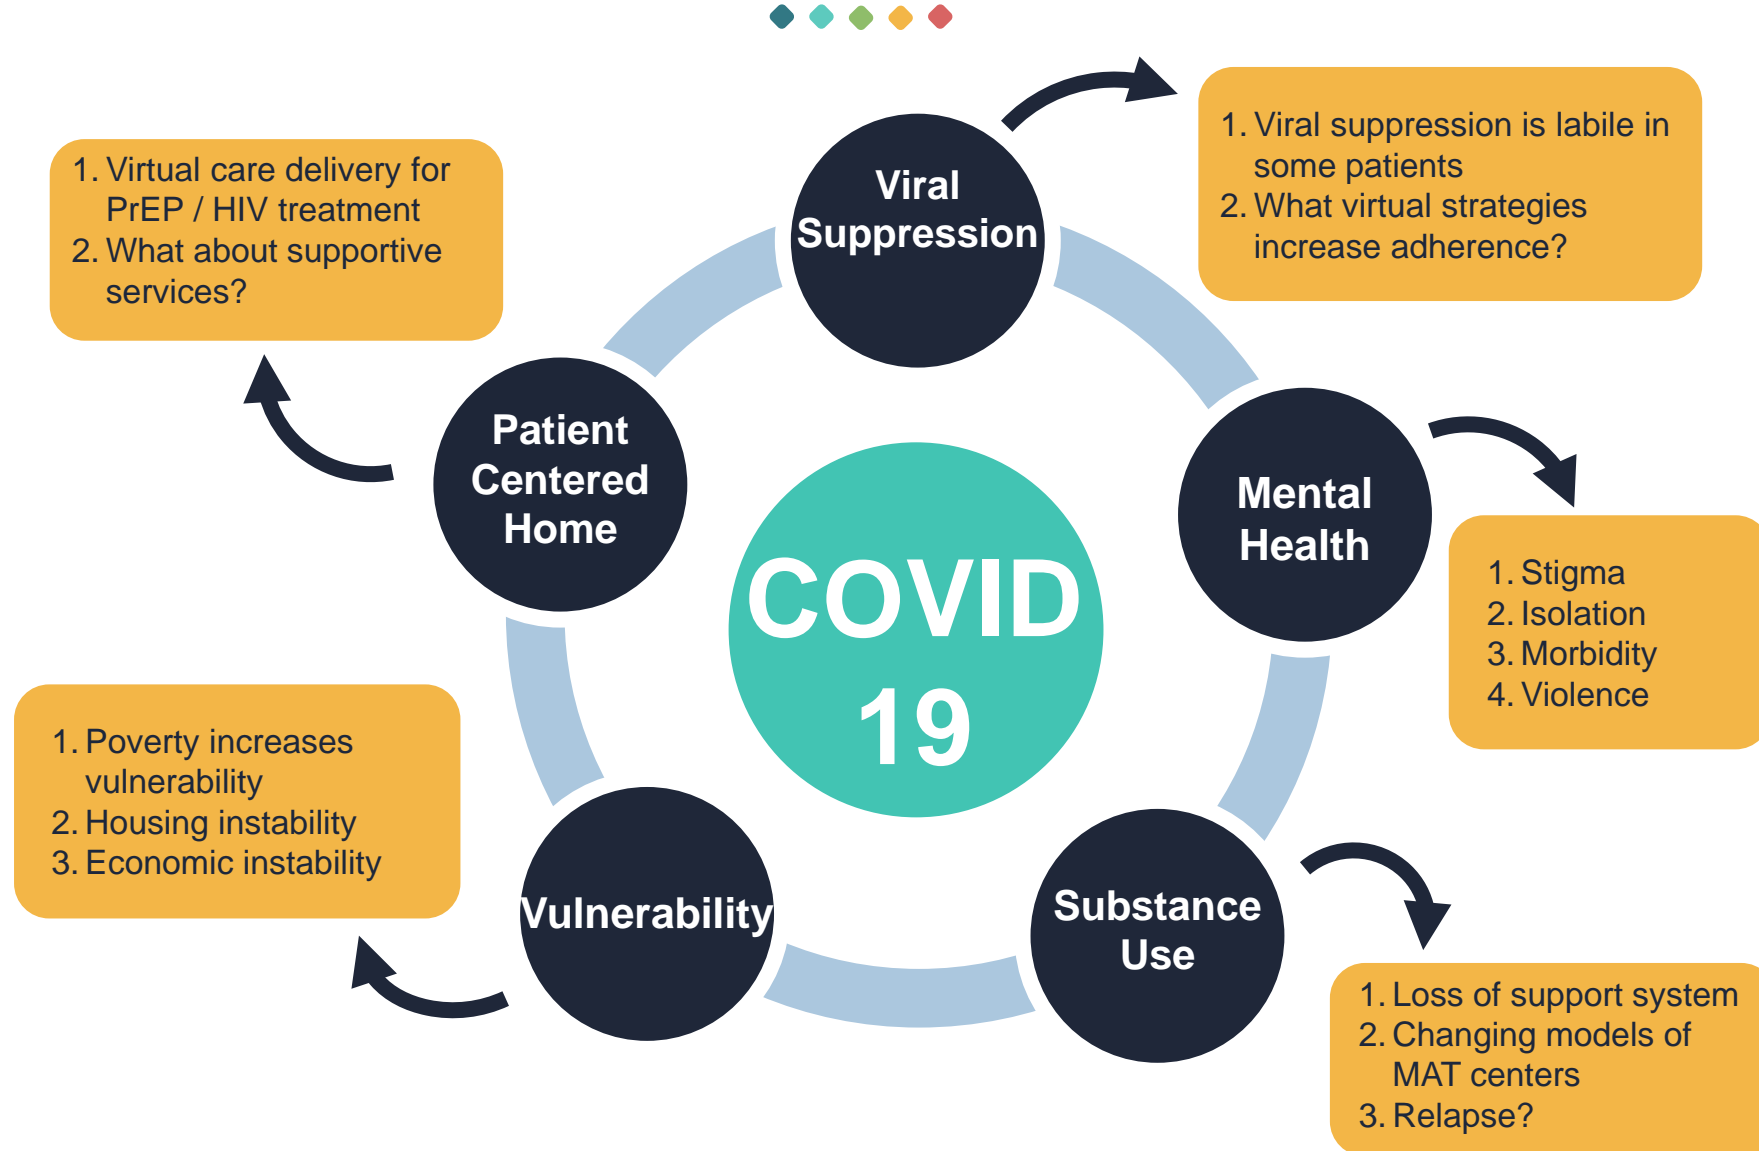 Viral
Suppression
1. Viral suppression is labile in
some patients
2. What virtual strategies
increase adherence?
1. Virtual care delivery for
PrEP / HIV treatment
2. What about supportive
services?
Patient
Centered
Home
Mental
Health
COVID
19
1. Stigma
2. Isolation
3. Morbidity
4. Violence
1. Poverty increases
vulnerability
2. Housing instability
3. Economic instability
Vulnerability
Substance
Use
1. Loss of support system
2. Changing models of
MAT centers
3. Relapse?